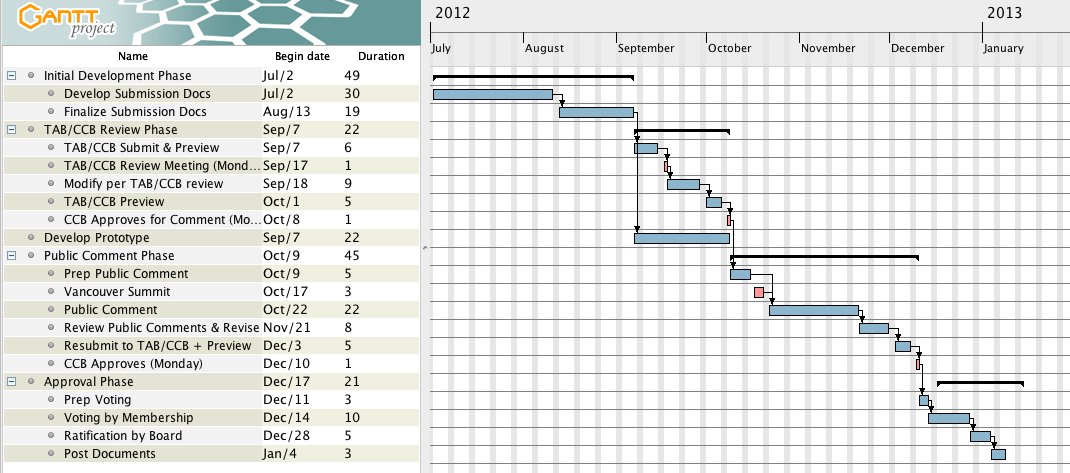 GANTT
project
2012
2013
July August September October November December January
Name Begin date Duration
Initial Development Phase Jul/2 49
Develop Submission Docs Jul/2 30
Finalize Submission Docs Aug/13 19
TAB/CCB Review Phase Sep/7 22
TAB/CCB Submit & Preview Sep/7 6
TAB/CCB Review Meeting (Mond... Sep/17 1
Modify per TAB/CCB review Sep/18 9
TAB/CCB Preview Oct/1 5
CCB Approves for Comment (Mo... Oct/8 1
Develop Prototype Sep/7 22
Public Comment Phase Oct/9 45
Prep Public Comment Oct/9 5
Vancouver Summit Oct/17 3
Public Comment Oct/22 22
Review Public Comments & Revise Nov/21 8
Resubmit to TAB/CCB + Preview Dec/3 5
CCB Approves (Monday) Dec/10 1
Approval Phase Dec/17 21
Prep Voting Dec/11 3
Voting by Membership Dec/14 10
Ratification by Board Dec/28 5
Post Documents Jan/4 3